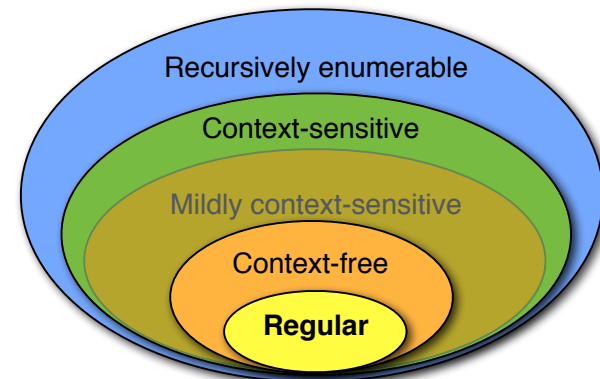 Recursively enumerable
Context-sensitive
Mildly context-sensitive
Context-free
Regular